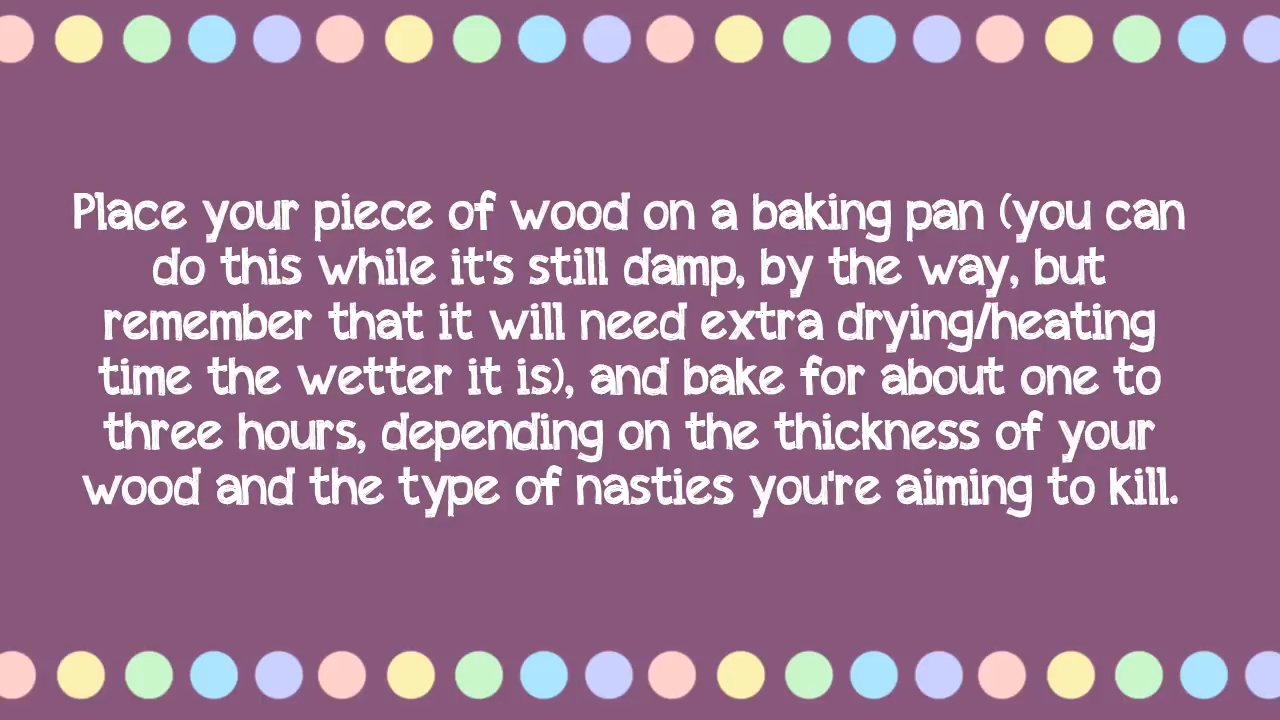 Place your piece of wood on a baking pan (you can
do this while it's still damp, by the way, but
remember that it will need extra drying/heating
time the wetter it is), and bake for about one to
three hours, depending on the thickness of your
wood and the type of nasties you're aiming to kill.